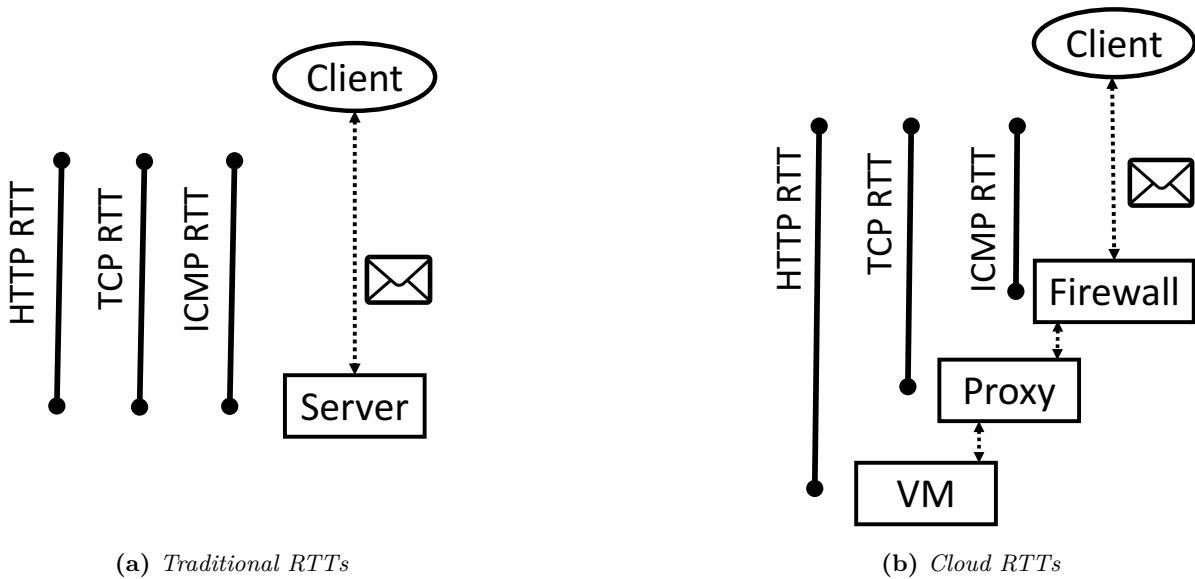 Client
HTTP RTT
TCP RTT
ICMP RTT
Server
(a) Traditional RTTs
Client
HTTP RTT
TCP RTT
ICMP RTT
Firewall
Proxy
VM
(b) Cloud RTTs